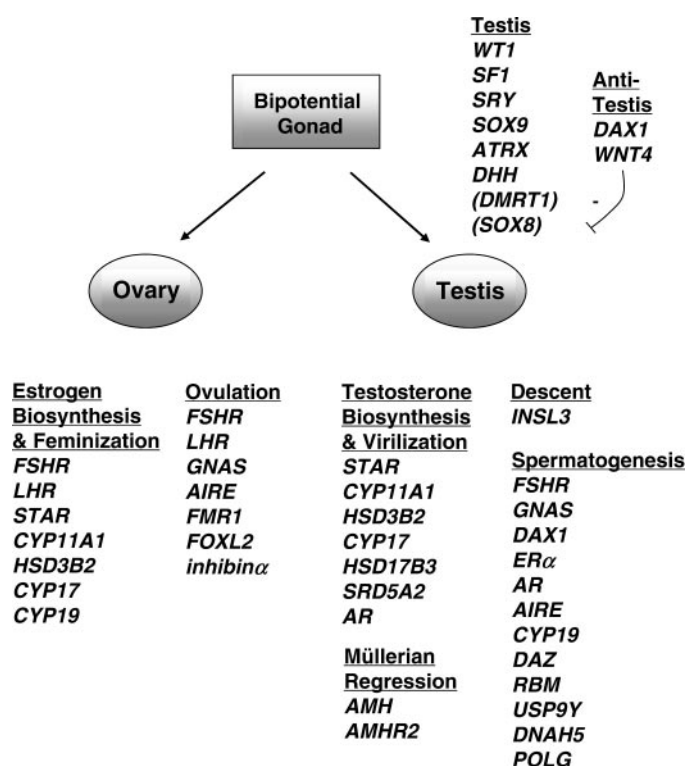 Testis
WT1
SF1
SRY
SOX9
ATRX
DHH
(DMRT1)
(SOX8)
Anti-
Testis
DAX1
WNT4
-
Bipotential
Gonad
Ovary
Testis
Estrogen
Biosynthesis
& Feminization
FSHR
LHR
STAR
CYP11A1
HSD3B2
CYP17
CYP19
Ovulation
FSHR
LHR
GNAS
AIRE
FMR1
FOXL2
inhibinα
Testosterone
Biosynthesis
& Virilization
STAR
CYP11A1
HSD3B2
CYP17
HSD17B3
SRD5A2
AR
Müllerian
Regression
AMH
AMHR2
Descent
INSL3
Spermatogenesis
FSHR
GNAS
DAX1
ERα
AR
AIRE
CYP19
DAZ
RBM
USP9Y
DNAH5
POLG